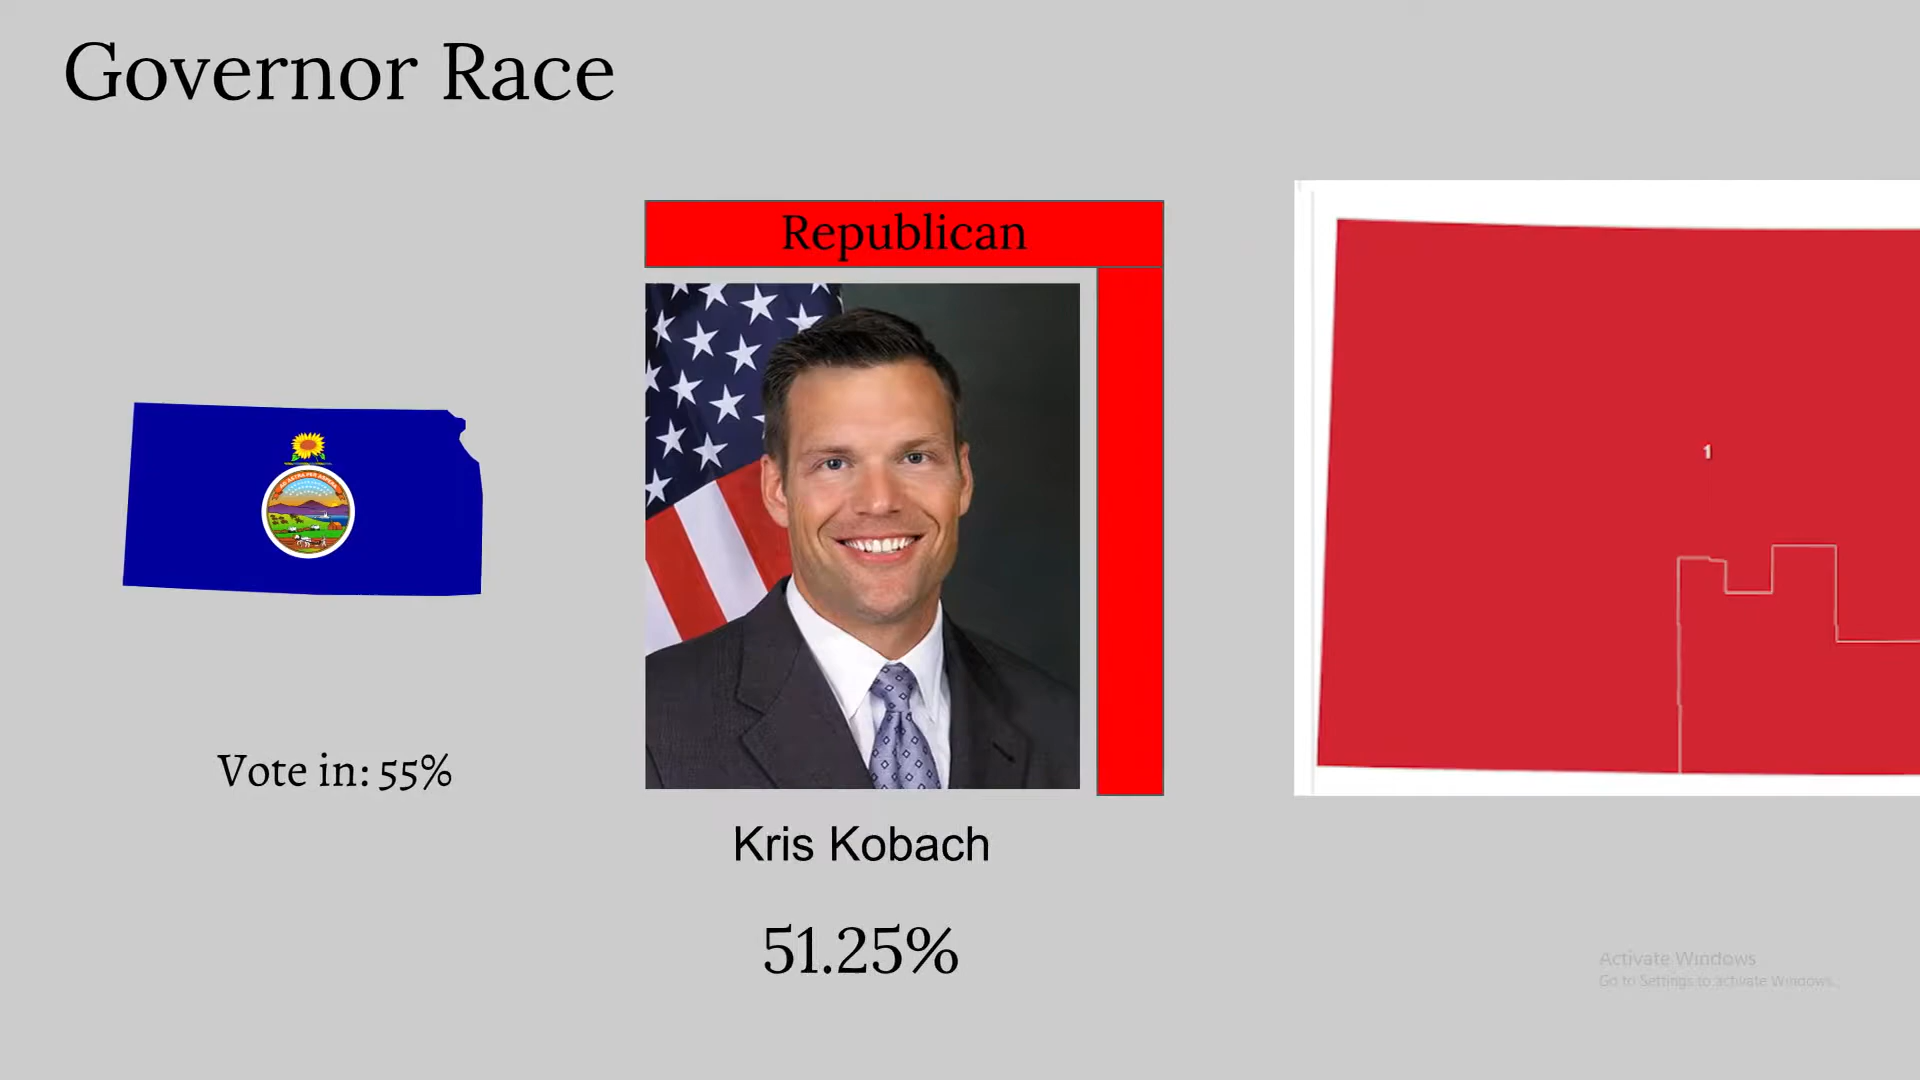 Governor Race
Republican
1
Vote in: 55%
Kris Kobach
51.25%
Activate Windows
Go to Settings to activate Windows.